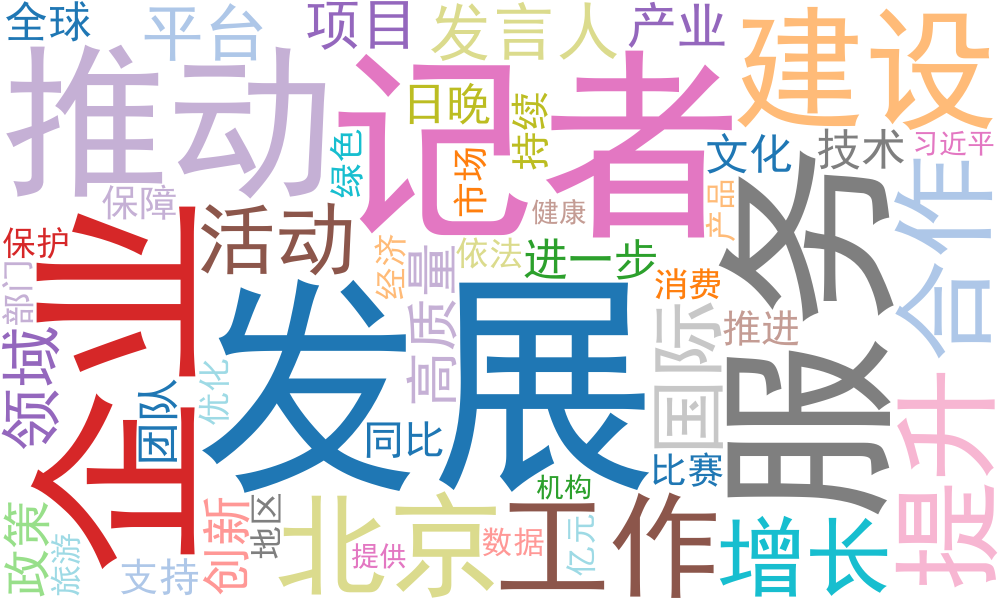 全球
平台
项目
发言人
产业
建设
推动
记者
日晚
持续
绿色
市场
文化
技术
习近平
保障
活动
健康
产品
服务
合作
保护
企业
部门
经济
高质量
依法
进一步
消费
发展
国际
推进
领域
团队
优化
同比
比赛
提升
政策
旅游
支持
创新
地区
北京
提供
数据
机构
亿元
工作
增长